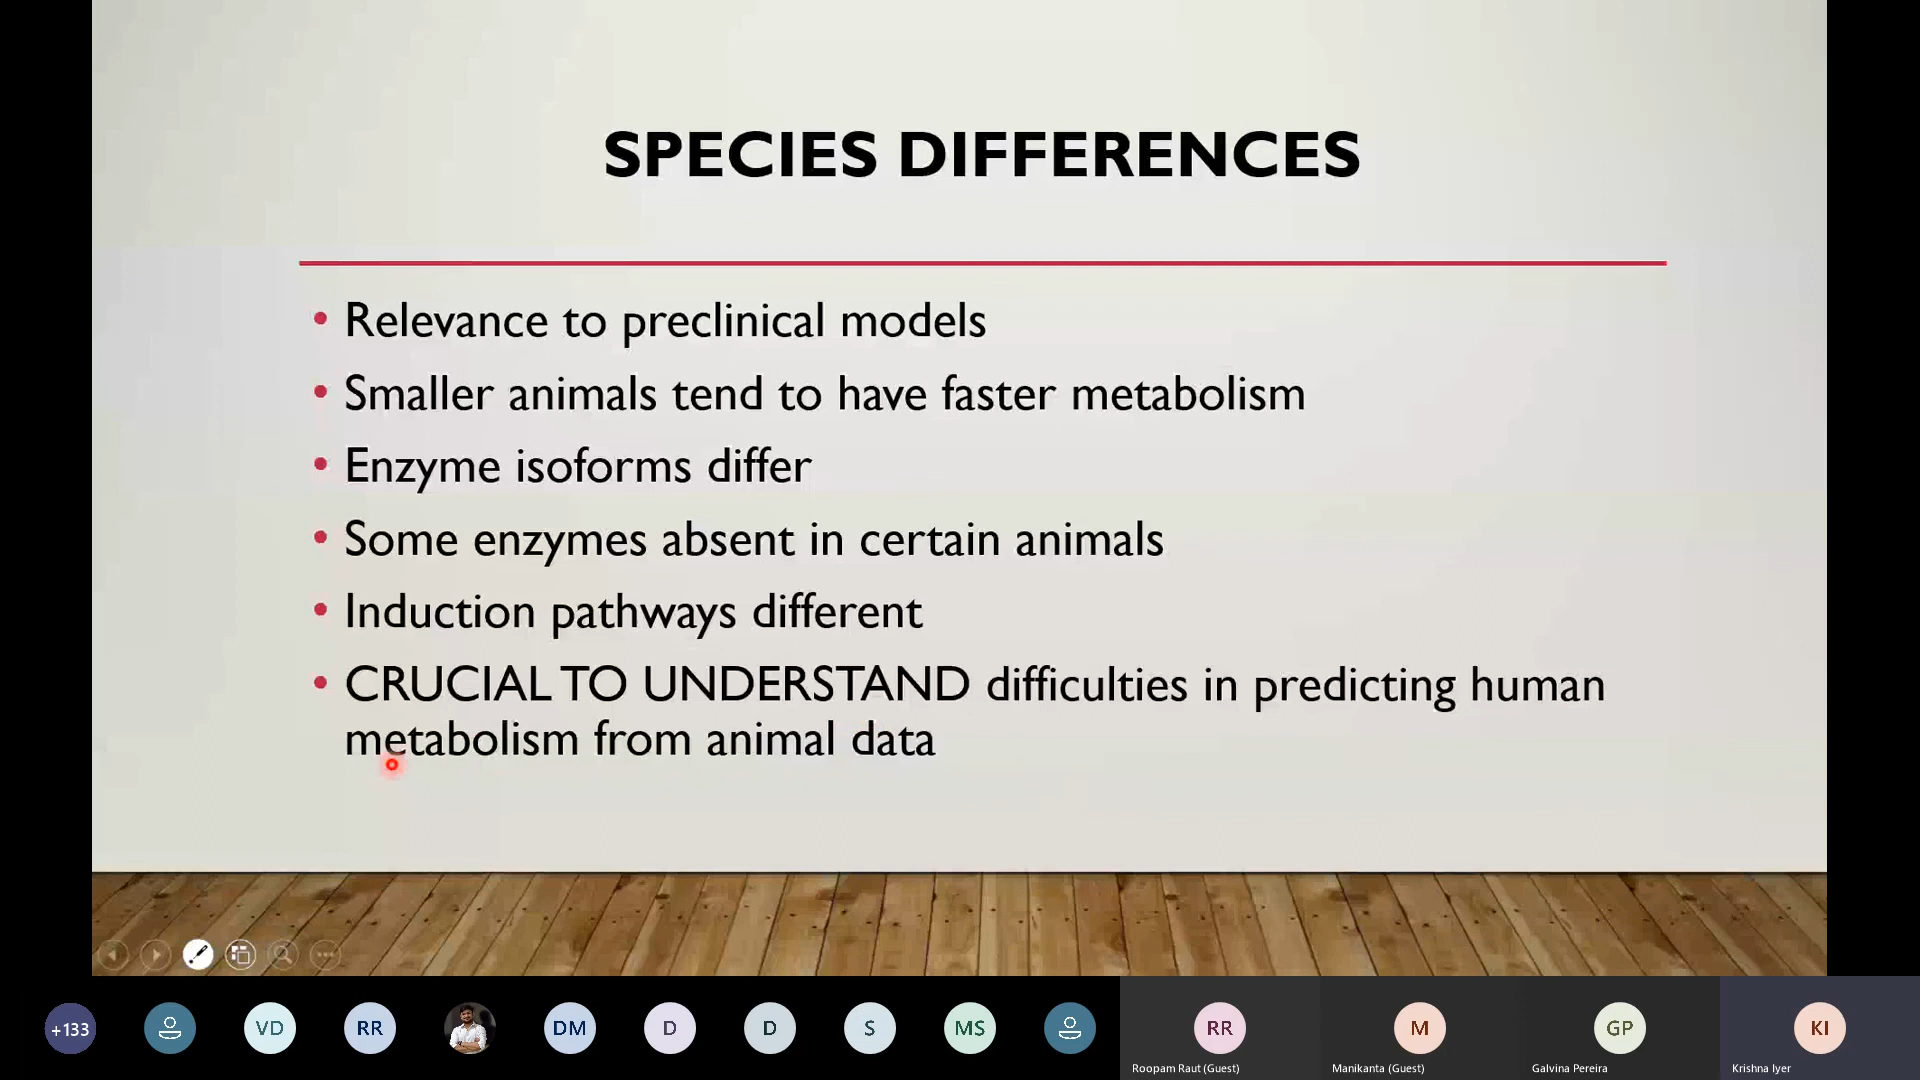 SPECIES DIFFERENCES
• Relevance to preclinical models
• Smaller animals tend to have faster metabolism
• Enzyme isoforms differ
• Some enzymes absent in certain animals
• Induction pathways different
• CRUCIAL TO UNDERSTAND difficulties in predicting human
metabolism from animal data
+133
VD
RR
DM
D
D
S
MS
RR
M
GP
KI
Roopam Raut (Guest)
Manikanta (Guest)
Galvina Pereira
Krishna Iyer